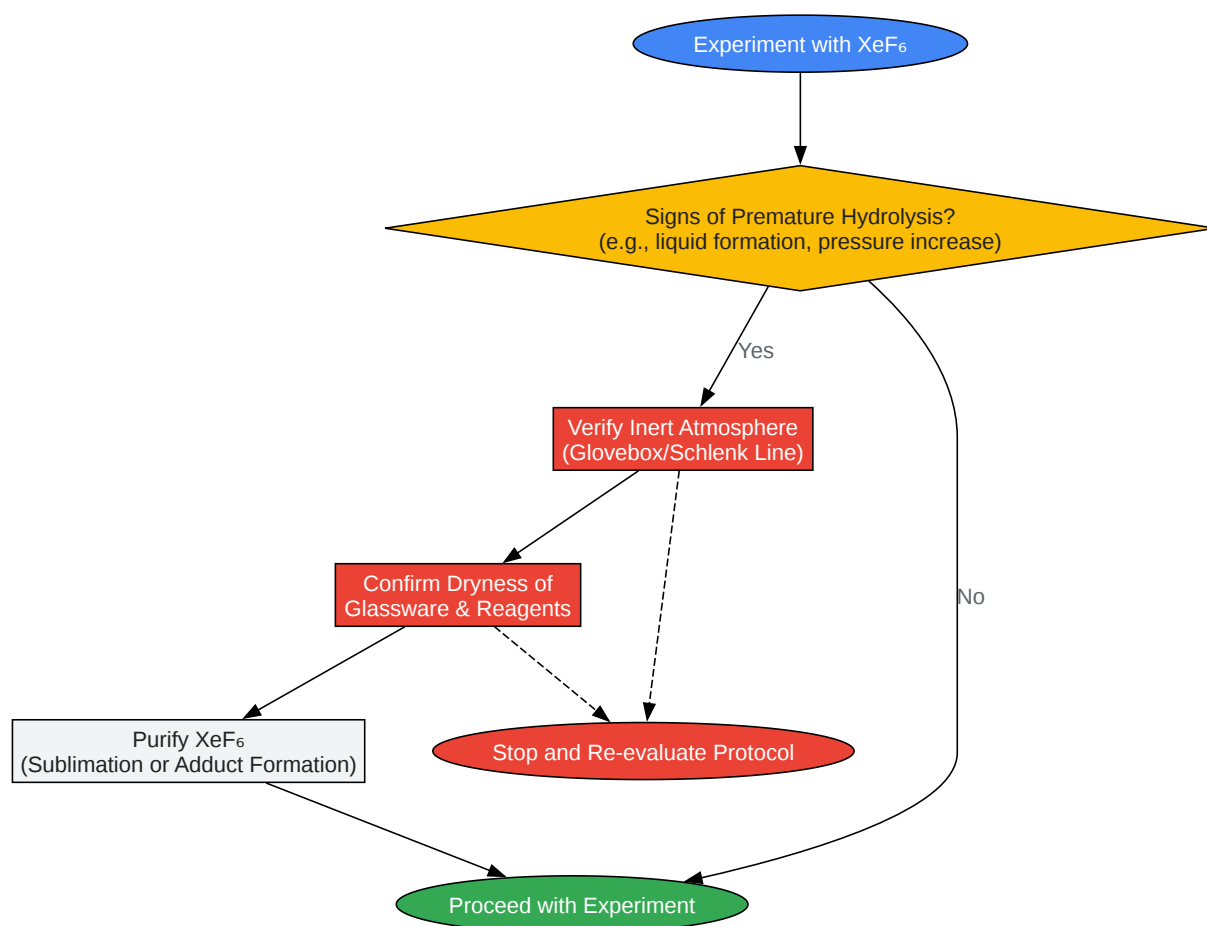 Experiment with XeF₆
Signs of Premature Hydrolysis?
(e.g., liquid formation, pressure increase)
Yes
Verify Inert Atmosphere
(Glovebox/Schlenk Line)
Confirm Dryness of
Glassware & Reagents
No
Purify XeF₆
(Sublimation or Adduct Formation)
Stop and Re-evaluate Protocol
Proceed with Experiment